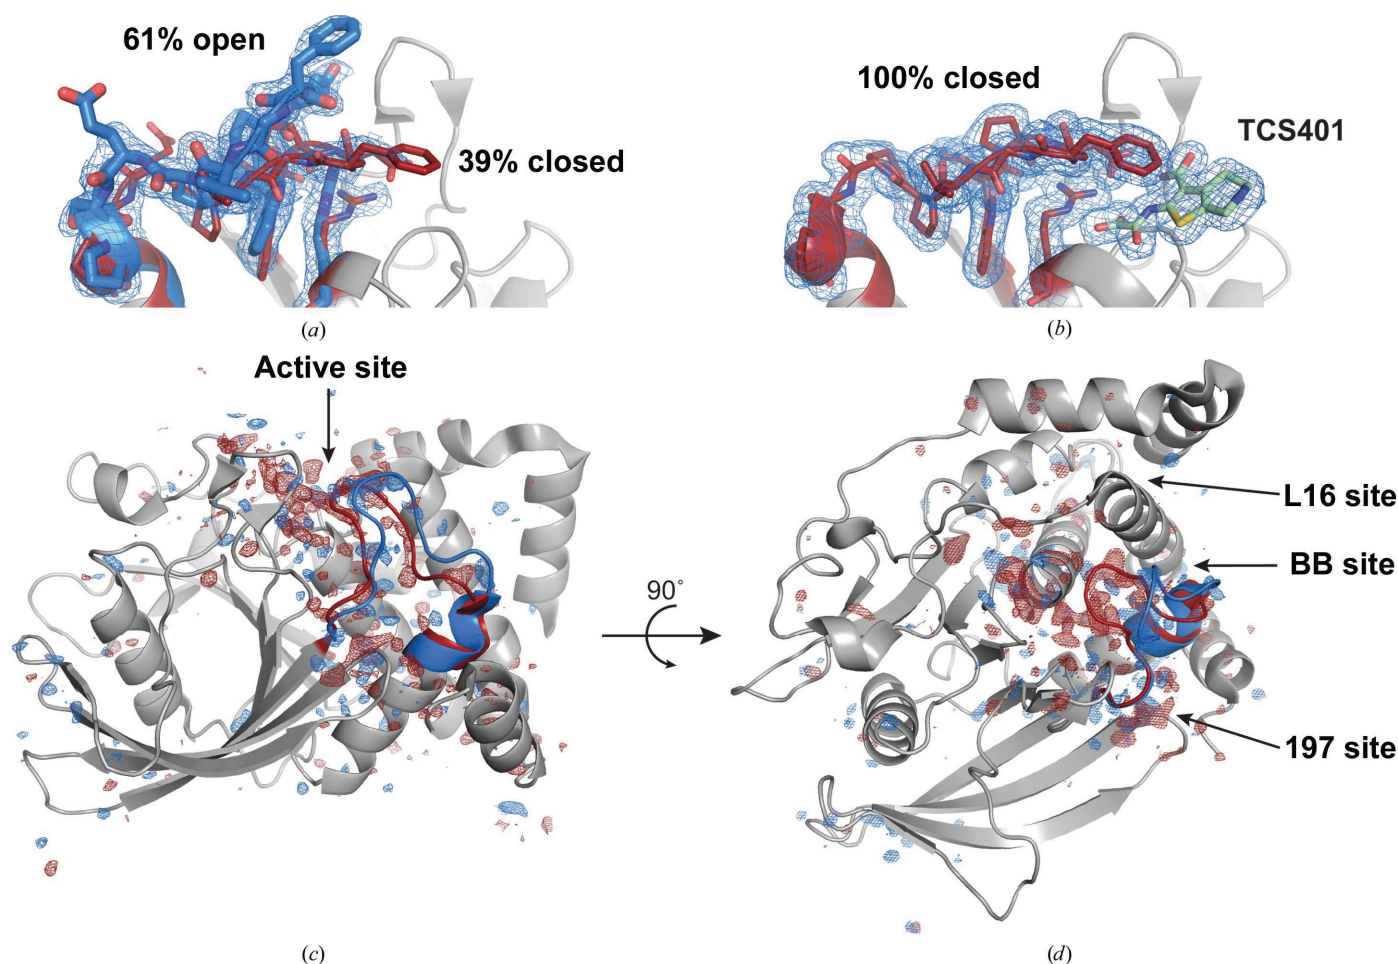 61% open
39% closed
100% closed
TCS401
(a)
(b)
Active site
90°
L16 site
BB site
197 site
(c)
(d)